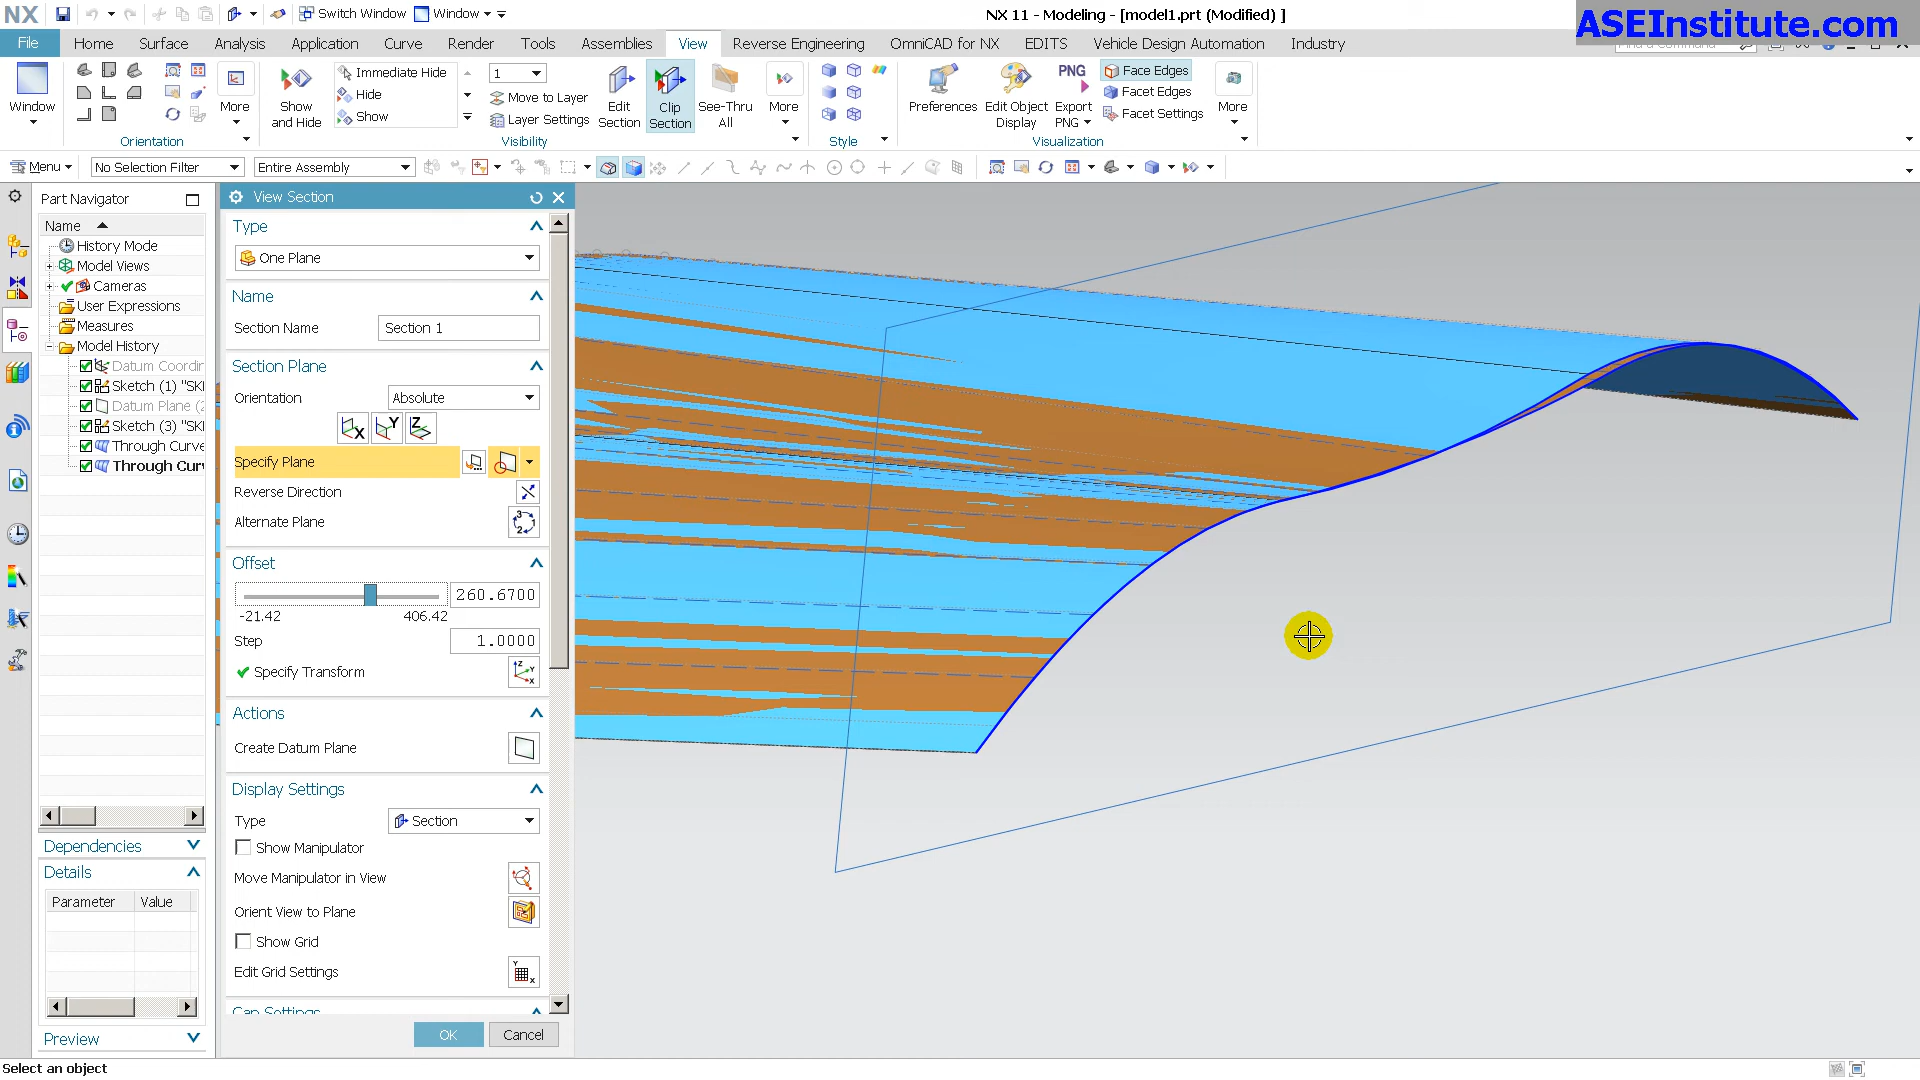 NX
Switch Window
Window
NX 11 - Modeling - [model1.prt (Modified) ]
ASEInstitute.com
File
Home
Surface
Analysis
Application
Curve
Render
Tools
Assemblies
View
Reverse Engineering
OmniCAD for NX
EDITS
Vehicle Design Automation
Industry
Window
More
Orientation
Show and Hide
Immediate Hide
Hide
Show
1
Move to Layer
Layer Settings
Visibility
Edit Section
Clip Section
See-Thru All
More
Style
Preferences
Edit Object Display
PNG
Export PNG
Face Edges
Facet Edges
Facet Settings
Visualization
More
Menu
No Selection Filter
Entire Assembly
Part Navigator
Name
History Mode
Model Views
Cameras
User Expressions
Measures
Model History
Datum Coordin
Sketch (1) "SKI
Datum Plane (2
Sketch (3) "SKI
Through Curve
Through Cur
Dependencies
Details
Parameter
Value
Preview
View Section
Type
One Plane
Name
Section Name
Section 1
Section Plane
Orientation
Absolute
X
Y
Z
Specify Plane
Reverse Direction
Alternate Plane
Offset
260.6700
-21.42
406.42
Step
1.0000
Specify Transform
Actions
Create Datum Plane
Display Settings
Type
Section
Show Manipulator
Move Manipulator in View
Orient View to Plane
Show Grid
Edit Grid Settings
OK
Cancel
Select an object